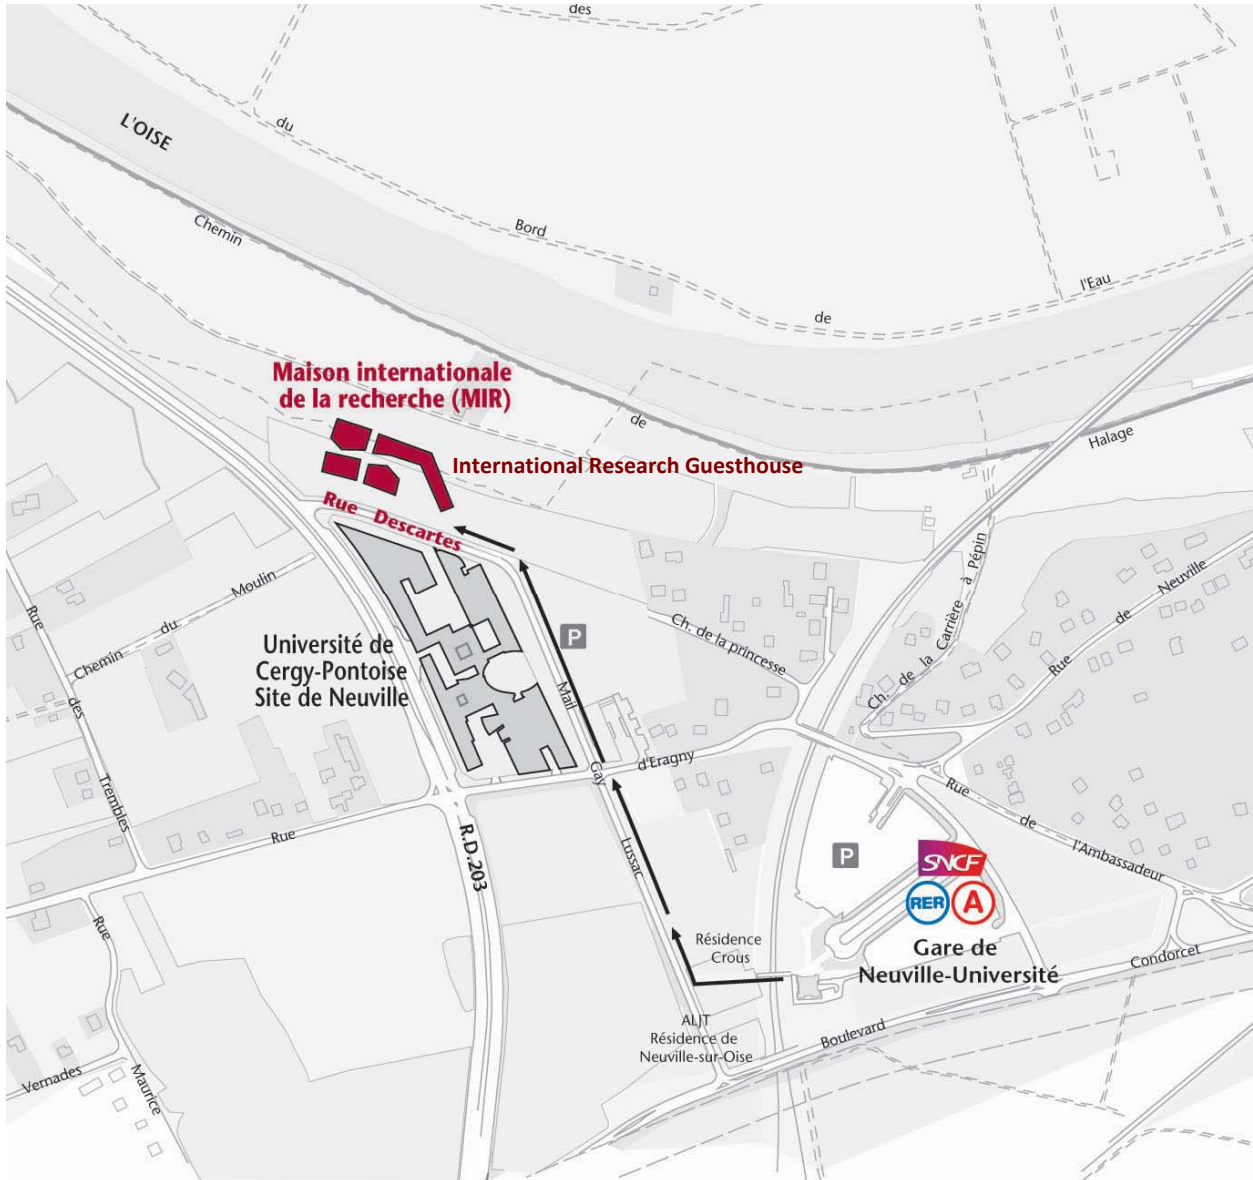 des
du
L'OISE
Chemin
Bord
de
l'Eau
Maison internationale
de la recherche (MIR)
de
Halage
International Research Guesthouse
Rue Descartes
Rue
des
Trembles
Chemin
du
Moulin
Université de
Cergy-Pontoise
Site de Neuville
P
Mail
Gay
Lussac
Ch. de la princesse
Ch. de la Carrière à Pépin
Rue
de
Neuville
Rue
d'Eragny
R.D.203
Rue
de
l'Ambassadeur
P
SNCF
RER A
Gare de
Neuville-Université
Résidence
Crous
ALJT
Résidence de
Neuville-sur-Oise
Boulevard
Condorcet
Rue
Maurice
Vernades